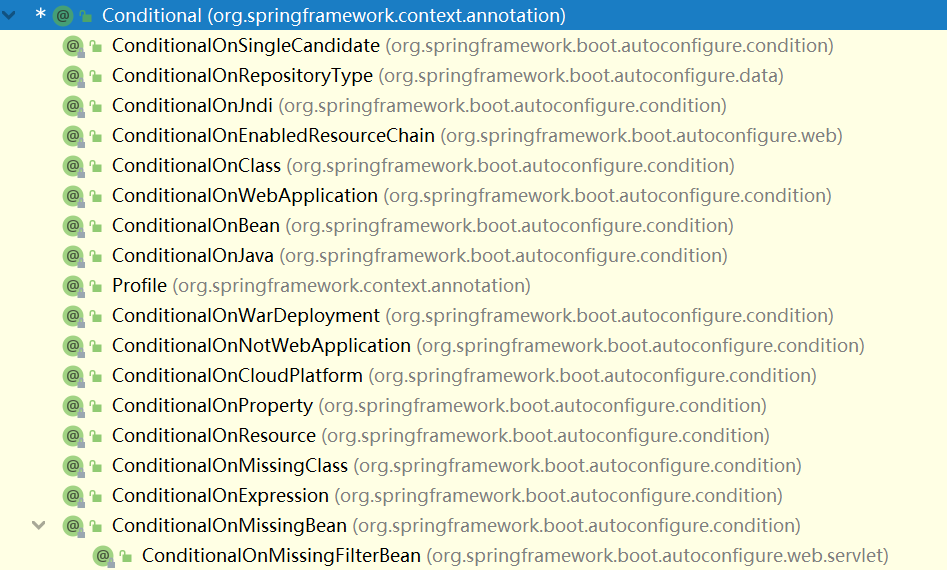 * @ Conditional (org.springframework.context.annotation)
@ ConditionalOnSingleCandidate (org.springframework.boot.autoconfigure.condition)
@ ConditionalOnRepositoryType (org.springframework.boot.autoconfigure.data)
@ ConditionalOnJndi (org.springframework.boot.autoconfigure.condition)
@ ConditionalOnEnabledResourceChain (org.springframework.boot.autoconfigure.web)
@ ConditionalOnClass (org.springframework.boot.autoconfigure.condition)
@ ConditionalOnWebApplication (org.springframework.boot.autoconfigure.condition)
@ ConditionalOnBean (org.springframework.boot.autoconfigure.condition)
@ ConditionalOnJava (org.springframework.boot.autoconfigure.condition)
@ Profile (org.springframework.context.annotation)
@ ConditionalOnWarDeployment (org.springframework.boot.autoconfigure.condition)
@ ConditionalOnNotWebApplication (org.springframework.boot.autoconfigure.condition)
@ ConditionalOnCloudPlatform (org.springframework.boot.autoconfigure.condition)
@ ConditionalOnProperty (org.springframework.boot.autoconfigure.condition)
@ ConditionalOnResource (org.springframework.boot.autoconfigure.condition)
@ ConditionalOnMissingClass (org.springframework.boot.autoconfigure.condition)
@ ConditionalOnExpression (org.springframework.boot.autoconfigure.condition)
@ ConditionalOnMissingBean (org.springframework.boot.autoconfigure.condition)
@ ConditionalOnMissingFilterBean (org.springframework.boot.autoconfigure.web.servlet)